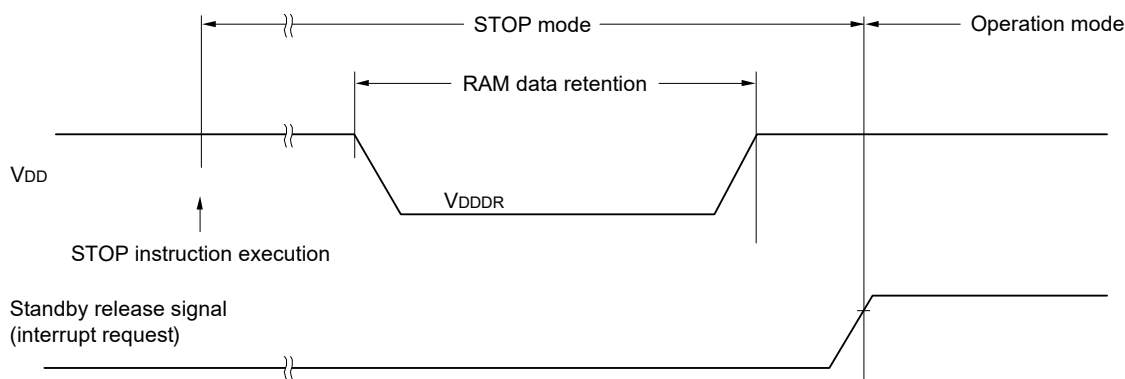 STOP mode
Operation mode
RAM data retention
VDD
VDDDR
STOP instruction execution
Standby release signal
(interrupt request)